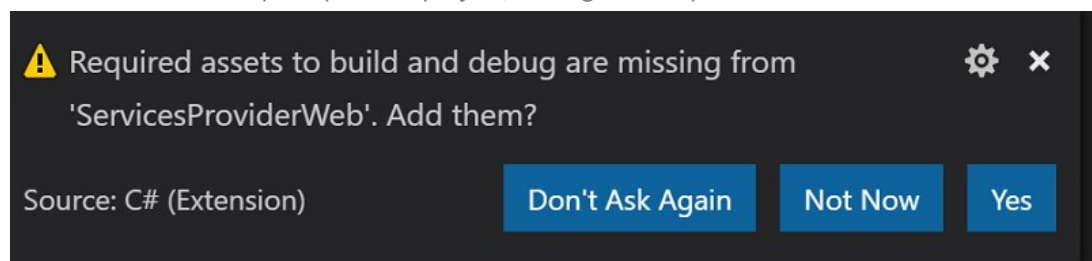 Required assets to build and debug are missing from
'ServicesProviderWeb'. Add them?
Source: C# (Extension)
Don't Ask Again
Not Now
Yes